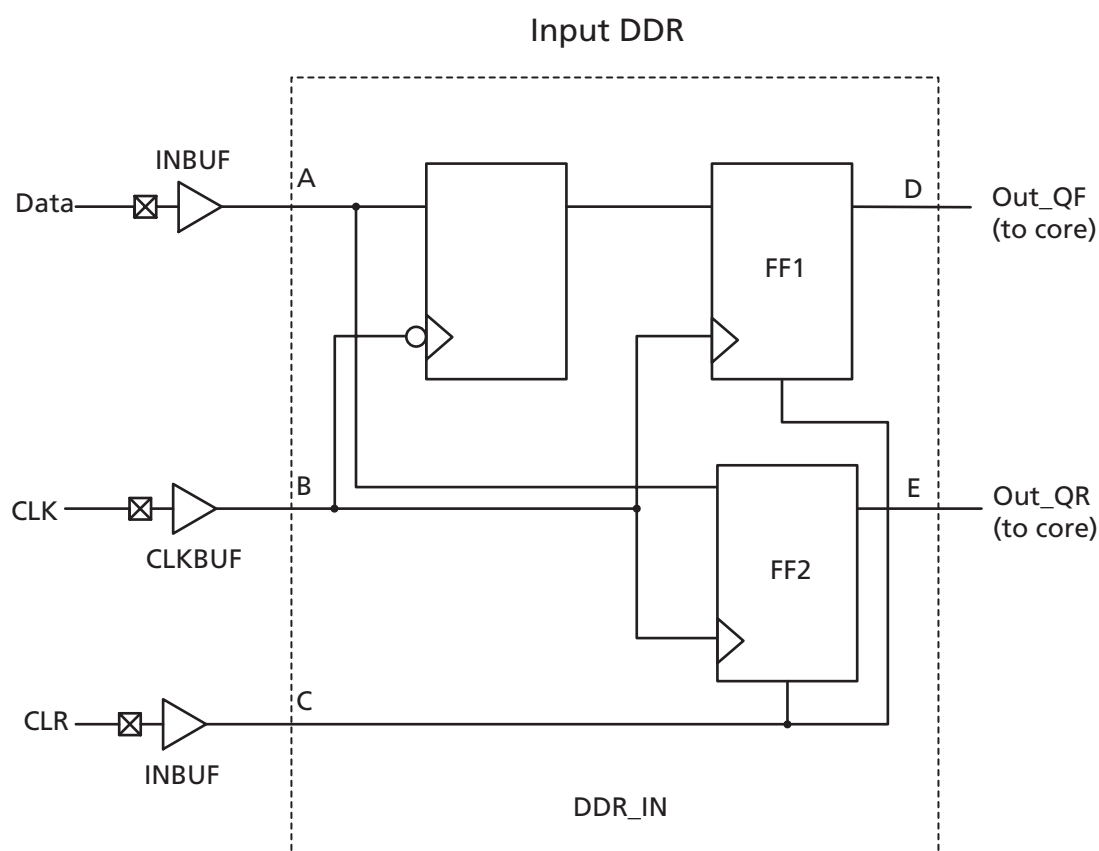 Input DDR
INBUF
Data
A
D
Out_QF
(to core)
FF1
CLK
B
CLKBUF
E
Out_QR
(to core)
FF2
CLR
C
INBUF
DDR_IN